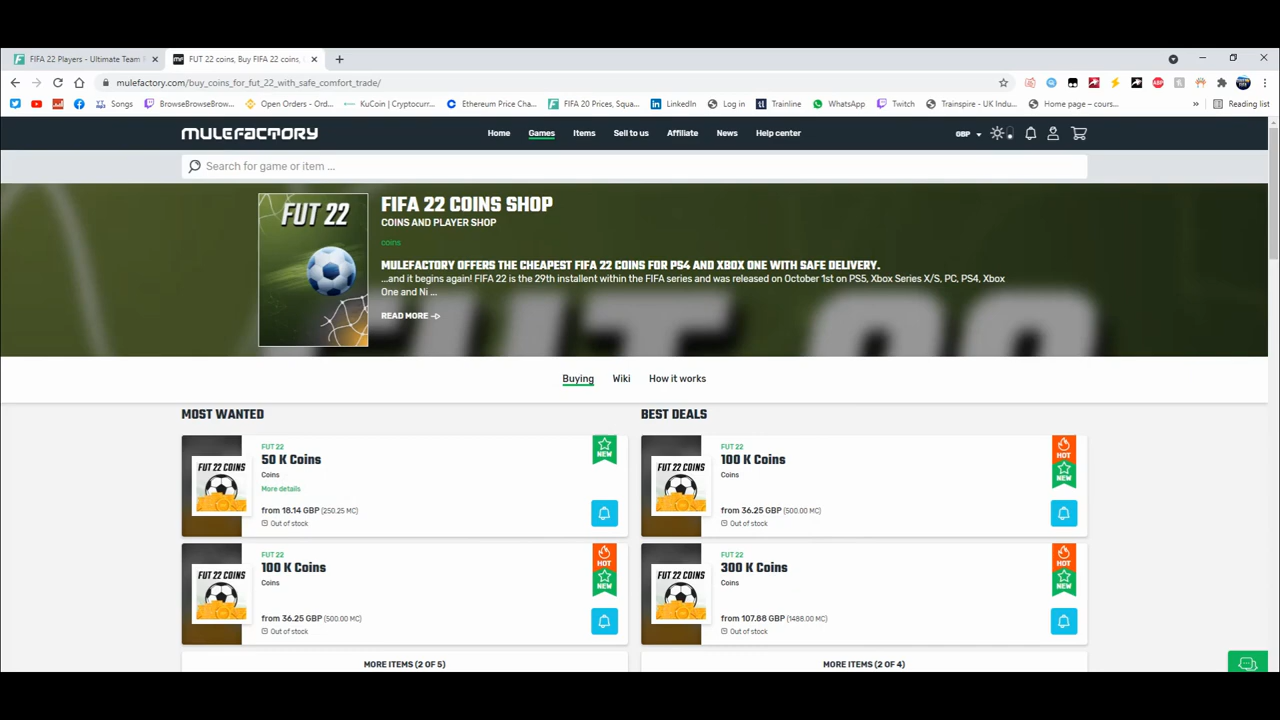 FIFA 22 Players - Ultimate Team
FUT 22 coins, Buy FIFA 22 coins,
mulefactory.com/buy_coins_for_fut_22_with_safe_comfort_trade/
Songs
BrowseBrowseBrow...
Open Orders - Ord...
KuCoin | Cryptocurr...
Ethereum Price Cha...
FIFA 20 Prices, Squa...
LinkedIn
Log in
Trainline
WhatsApp
Twitch
Trainspire - UK Indu...
Home page – cours...
»
Reading list
MULEFACTORY
Home
Games
Items
Sell to us
Affiliate
News
Help center
GBP
Search for game or item ...
FUT 22
FIFA 22 COINS SHOP
COINS AND PLAYER SHOP
coins
MULEFACTORY OFFERS THE CHEAPEST FIFA 22 COINS FOR PS4 AND XBOX ONE WITH SAFE DELIVERY.
...and it begins again! FIFA 22 is the 29th installent within the FIFA series and was released on October 1st on PS5, Xbox Series X/S, PC, PS4, Xbox
One and Ni ...
READ MORE
FUT 22
Buying
Wiki
How it works
MOST WANTED
FUT 22 COINS
FUT 22
50 K Coins
Coins
More details
from 18.14 GBP (250.25 MC)
Out of stock
NEW
FUT 22 COINS
FUT 22
100 K Coins
Coins
from 36.25 GBP (500.00 MC)
Out of stock
HOT
NEW
MORE ITEMS (2 OF 5)
BEST DEALS
FUT 22 COINS
FUT 22
100 K Coins
Coins
from 36.25 GBP (500.00 MC)
Out of stock
HOT
NEW
FUT 22 COINS
FUT 22
300 K Coins
Coins
from 107.88 GBP (1488.00 MC)
Out of stock
HOT
NEW
MORE ITEMS (2 OF 4)